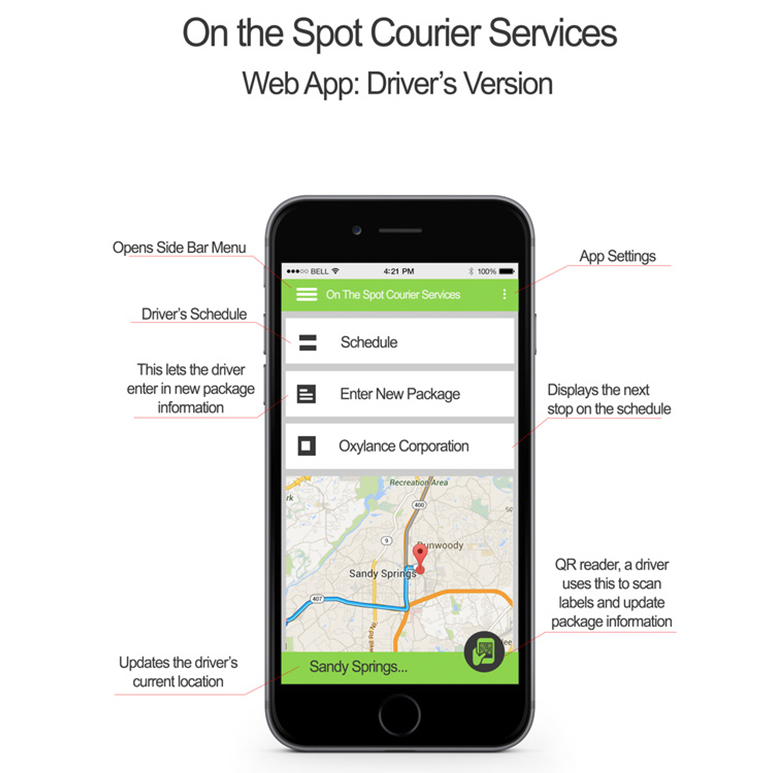 On the Spot Courier Services
Web App: Driver's Version
Opens Side Bar Menu
App Settings
BELL
4:21 PM
100%
On The Spot Courier Services
Driver's Schedule
Schedule
This lets the driver
enter in new package
information
Enter New Package
Displays the next
stop on the schedule
Oxylance Corporation
Recreation Area
rk
400
9
Dunwoody
Sandy Springs
407
QR reader, a driver
uses this to scan
labels and update
package information
Updates the driver's
current location
Sandy Springs...